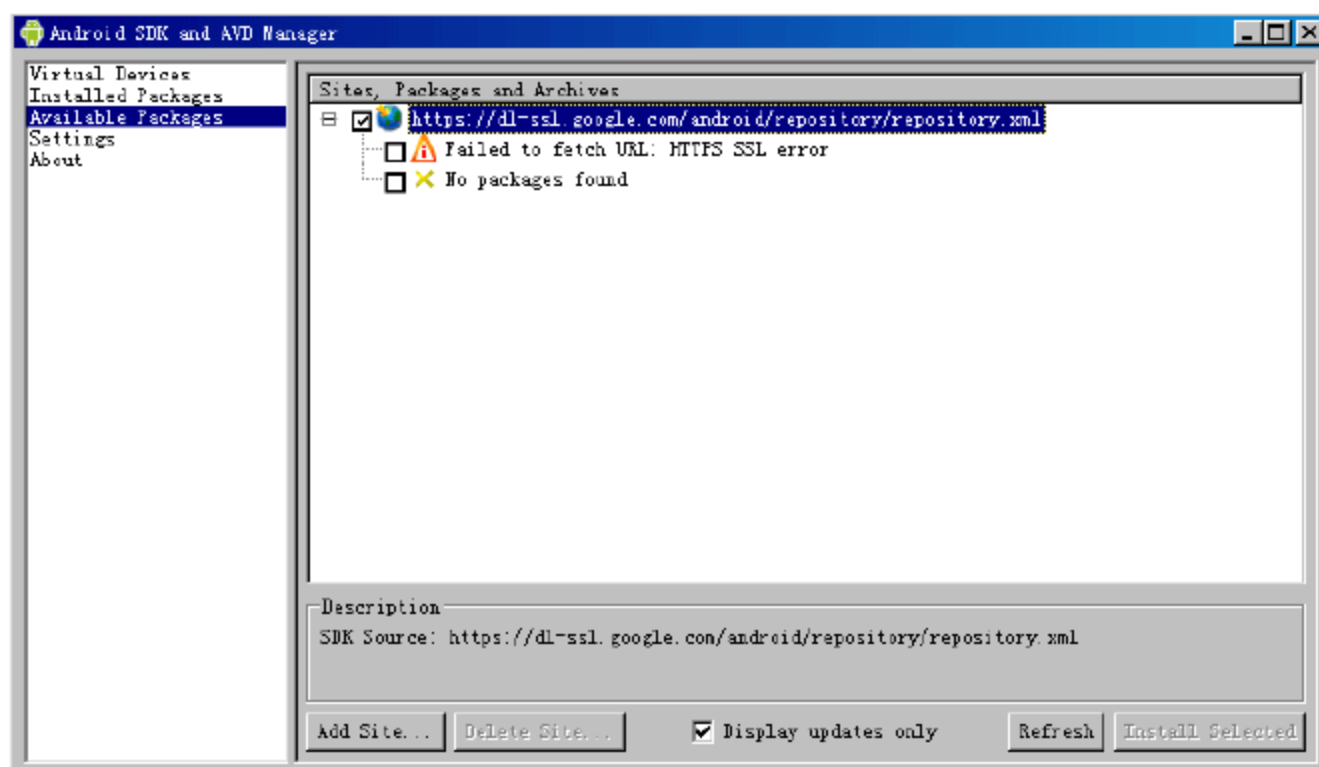 Android SDK and AVD Manager
Virtual Devices
Installed Packages
Available Packages
Settings
About
Sites, Packages and Archives
https://dl-ssl.google.com/android/repository/repository.xml
Failed to fetch URL: HTTPS SSL error
No packages found
Description
SDK Source: https://dl-ssl.google.com/android/repository/repository.xml
Add Site...
Delete Site...
Display updates only
Refresh
Install Selected